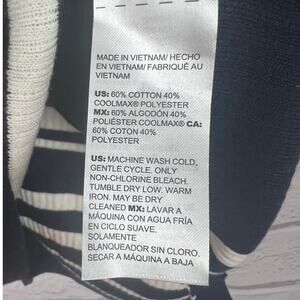 MADE IN VIETNAM/ HECHO
EN VIETNAM/ FABRIQUÉ AU
VIETNAM
US: 60% COTTON 40%
COOLMAX® POLYESTER
MX: 60% ALGODÓN 40%
POLIÉSTER COOLMAX® CA:
60% COTON 40%
POLYESTER
US: MACHINE WASH COLD,
GENTLE CYCLE. ONLY
NON-CHLORINE BLEACH.
TUMBLE DRY LOW. WARM
IRON. MAY BE DRY
CLEANED MX: LAVAR A
MÁQUINA CON AGUA FRÍA
EN CICLO SUAVE.
SOLAMENTE
BLANQUEADOR SIN CLORO.
SECAR A MÁQUINA A BAJA